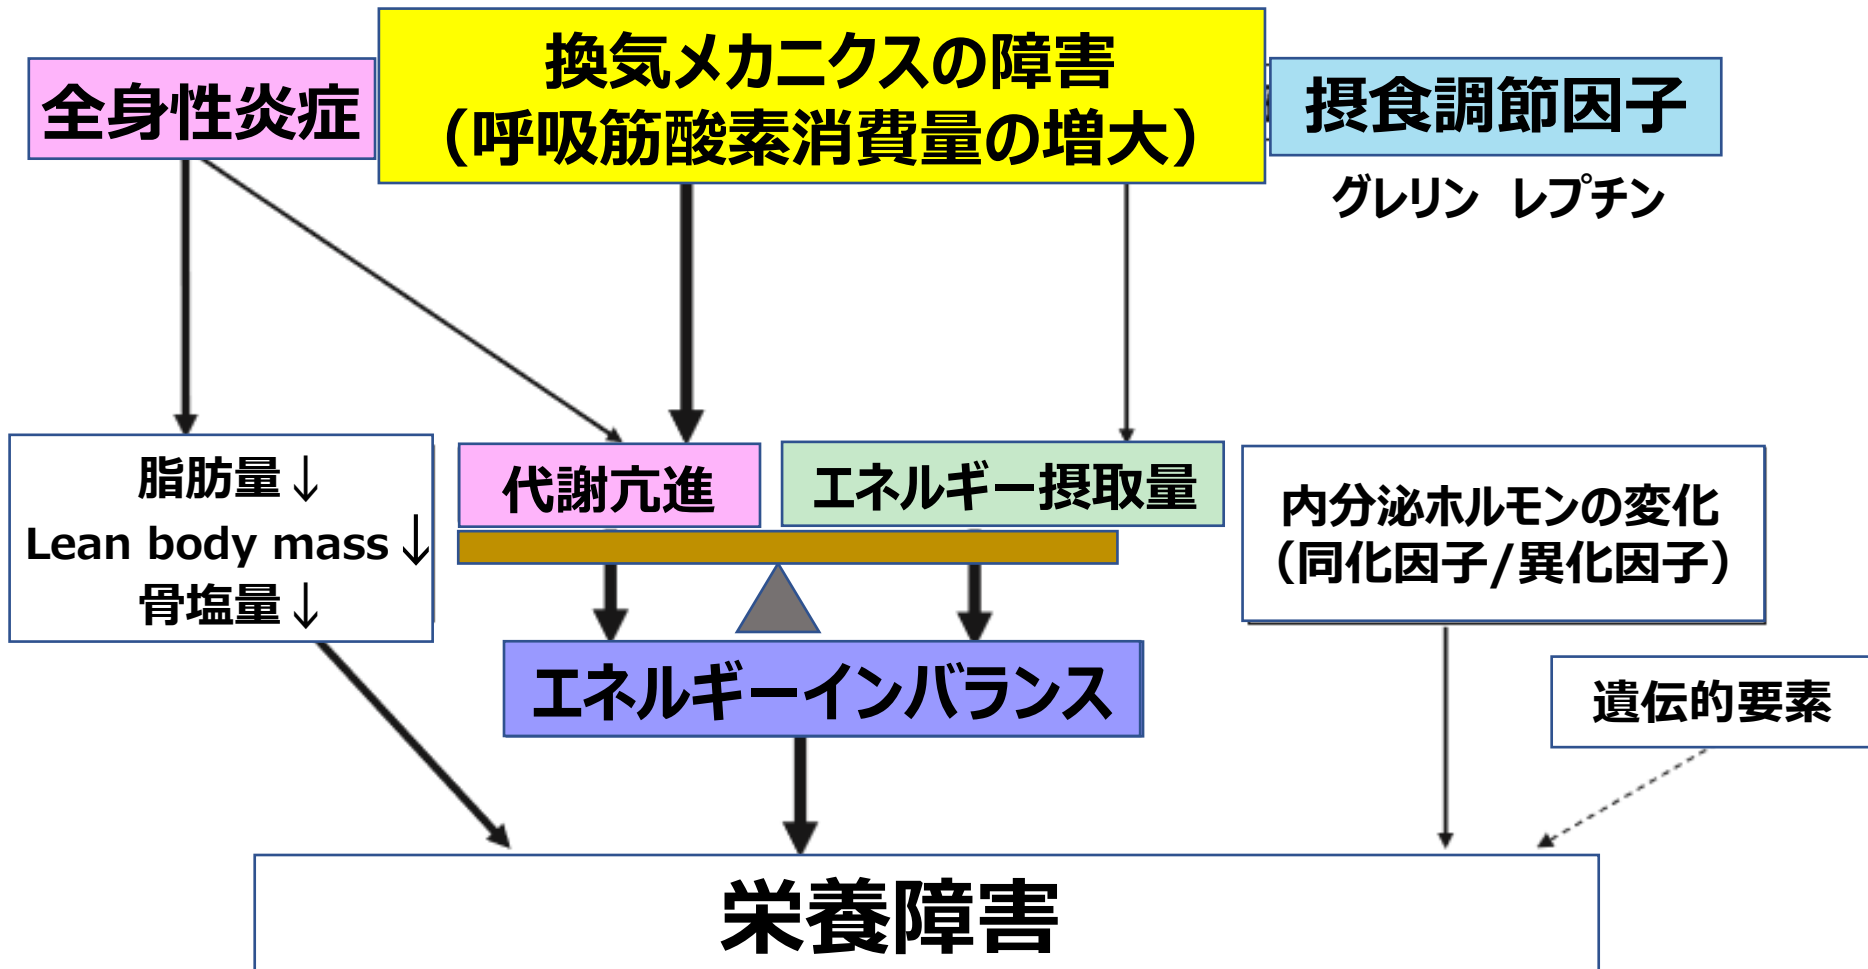 換気メカニクスの障害
（呼吸筋酸素消費量の増大）
全身性炎症
摂食調節因子
グレリン レプチン
脂肪量↓
Lean body mass↓
骨塩量↓
代謝亢進
エネルギー摂取量
内分泌ホルモンの変化
（同化因子/異化因子）
エネルギーインバランス
遺伝的要素
栄養障害